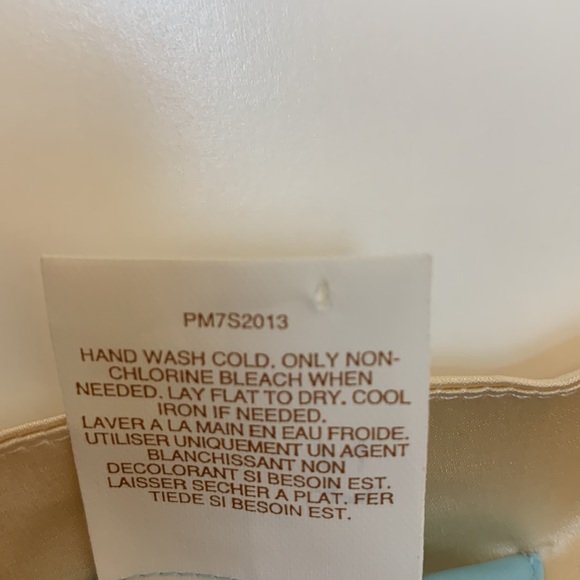 PM7S2013
HAND WASH COLD. ONLY NON-
CHLORINE BLEACH WHEN
NEEDED. LAY FLAT TO DRY. COOL
IRON IF NEEDED.
LAVER A LA MAIN EN EAU FROIDE.
UTILISER UNIQUEMENT UN AGENT
BLANCHISSANT NON
DECOLORANT SI BESOIN EST.
LAISSER SECHER A PLAT. FER
TIEDE SI BESOIN EST.